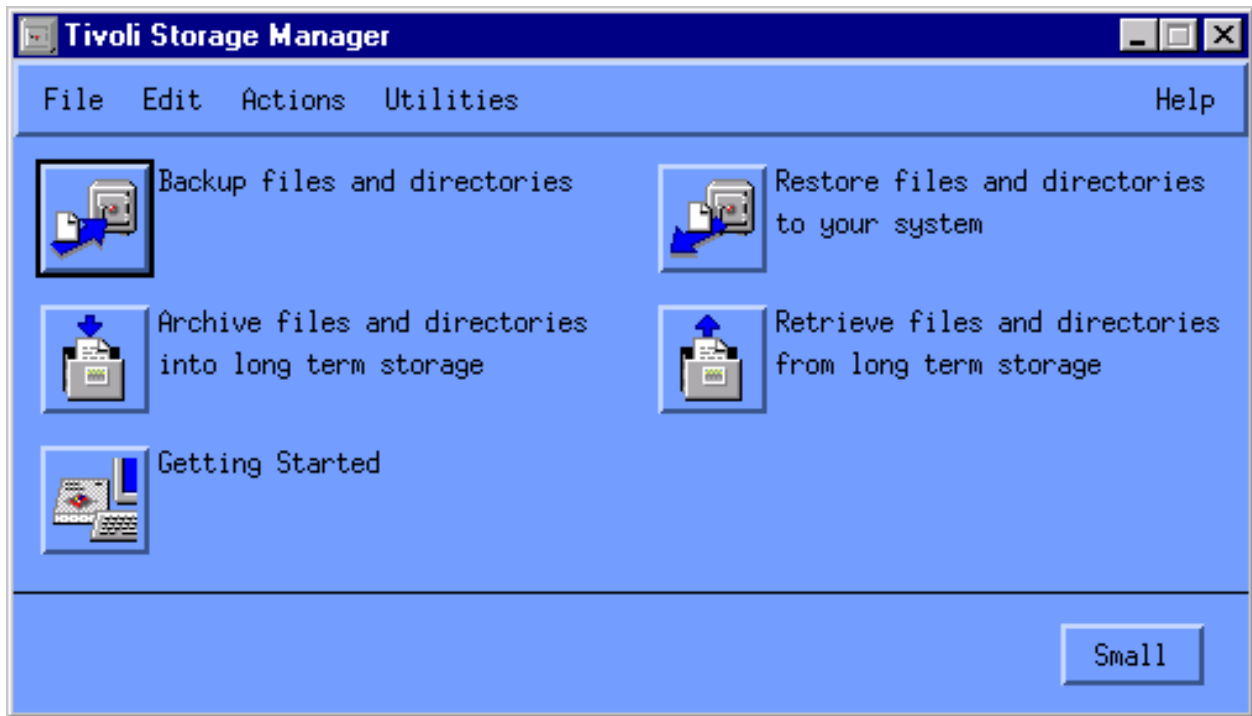 Tivoli Storage Manager
File Edit Actions Utilities Help
Backup files and directories
Restore files and directories
to your system
Archive files and directories
into long term storage
Retrieve files and directories
from long term storage
Getting Started
Small